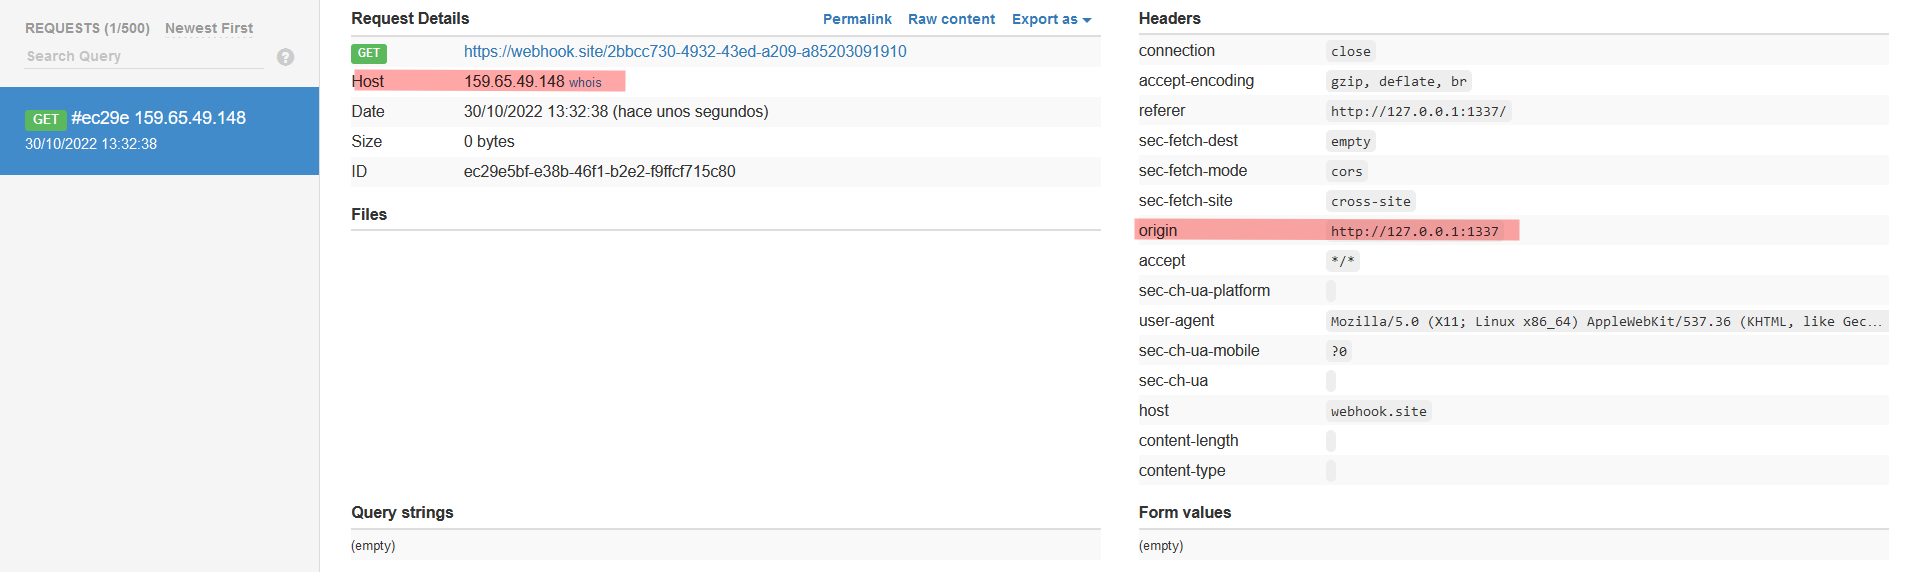 REQUESTS (1/500) Newest First
Search Query ?
GET #ec29e 159.65.49.148
30/10/2022 13:32:38
Request Details Permalink Raw content Export as
GET https://webhook.site/2bbcc730-4932-43ed-a209-a85203091910
Host 159.65.49.148 whois
Date 30/10/2022 13:32:38 (hace unos segundos)
Size 0 bytes
ID ec29e5bf-e38b-46f1-b2e2-f9ffcf715c80
Files
Query strings
(empty)
Headers
connection close
accept-encoding gzip, deflate, br
referer http://127.0.0.1:1337/
sec-fetch-dest empty
sec-fetch-mode cors
sec-fetch-site cross-site
origin http://127.0.0.1:1337
accept */*
sec-ch-ua-platform
user-agent Mozilla/5.0 (X11; Linux x86_64) AppleWebKit/537.36 (KHTML, like Gec...
sec-ch-ua-mobile ?0
sec-ch-ua
host webhook.site
content-length
content-type
Form values
(empty)